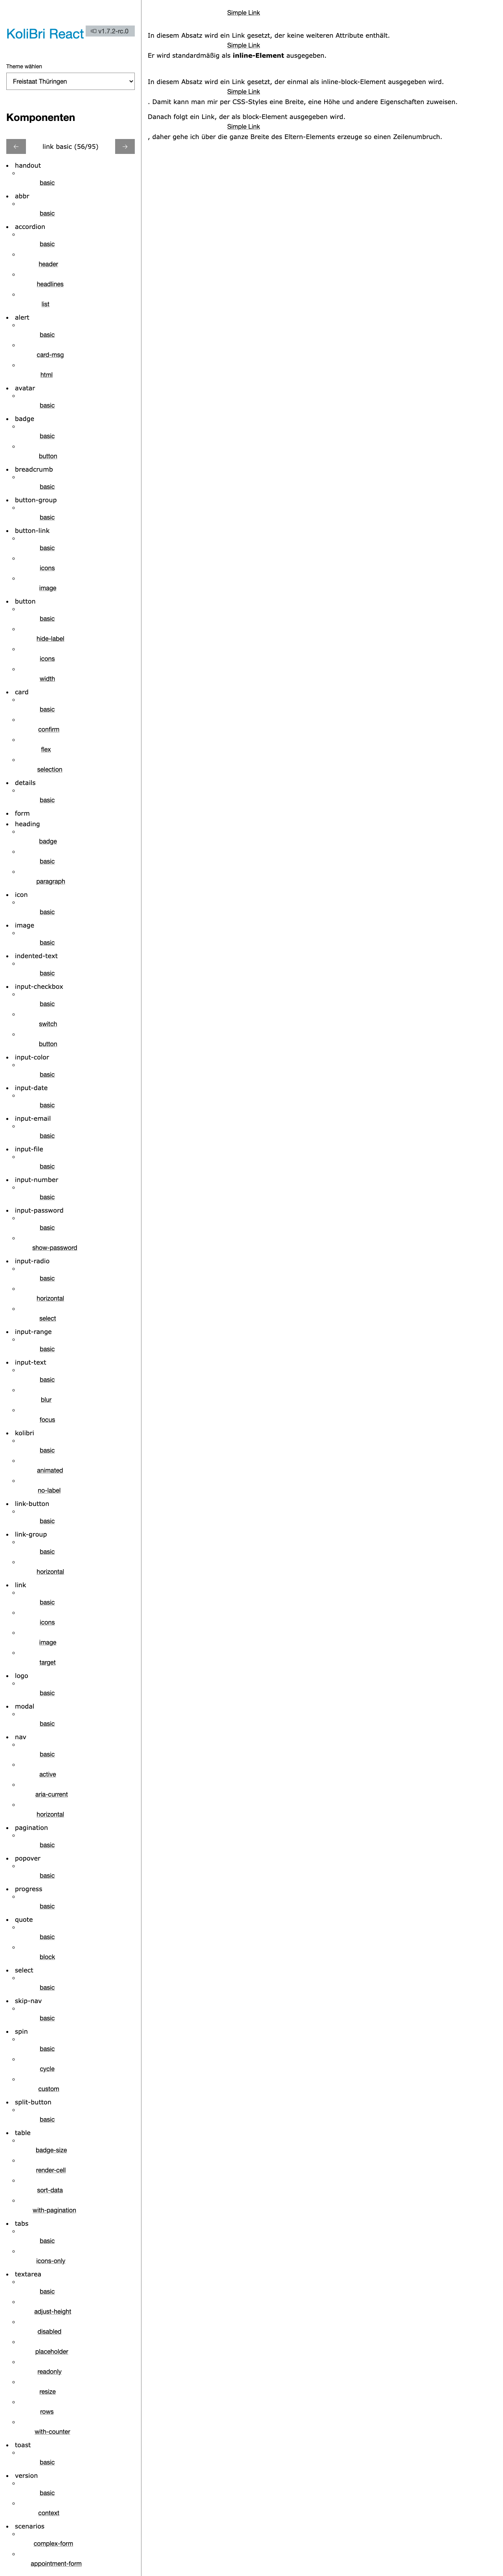 KoliBri React v1.7.2-rc.0
Theme wählen
Freistaat Thüringen
Komponenten
← link basic (56/95) →
handout
basic
abbr
basic
accordion
basic
header
headlines
list
alert
basic
card-msg
html
avatar
basic
badge
basic
button
breadcrumb
basic
button-group
basic
button-link
basic
icons
image
button
basic
hide-label
icons
width
card
basic
confirm
flex
selection
details
basic
form
heading
badge
basic
paragraph
icon
basic
image
basic
indented-text
basic
input-checkbox
basic
switch
button
input-color
basic
input-date
basic
input-email
basic
input-file
basic
input-number
basic
input-password
basic
show-password
input-radio
basic
horizontal
select
input-range
basic
input-text
basic
blur
focus
kolibri
basic
animated
no-label
link-button
basic
link-group
basic
horizontal
link
basic
icons
image
target
logo
basic
modal
basic
nav
basic
active
aria-current
horizontal
pagination
basic
popover
basic
progress
basic
quote
basic
block
select
basic
skip-nav
basic
spin
basic
cycle
custom
split-button
basic
table
badge-size
render-cell
sort-data
with-pagination
tabs
basic
icons-only
textarea
basic
adjust-height
disabled
placeholder
readonly
resize
rows
with-counter
toast
basic
version
basic
context
scenarios
complex-form
appointment-form
Simple Link
In diesem Absatz wird ein Link gesetzt, der keine weiteren Attribute enthält.
Simple Link
Er wird standardmäßig als inline-Element ausgegeben.
In diesem Absatz wird ein Link gesetzt, der einmal als inline-block-Element ausgegeben wird.
Simple Link
. Damit kann man mir per CSS-Styles eine Breite, eine Höhe und andere Eigenschaften zuweisen.
Danach folgt ein Link, der als block-Element ausgegeben wird.
Simple Link
, daher gehe ich über die ganze Breite des Eltern-Elements erzeuge so einen Zeilenumbruch.